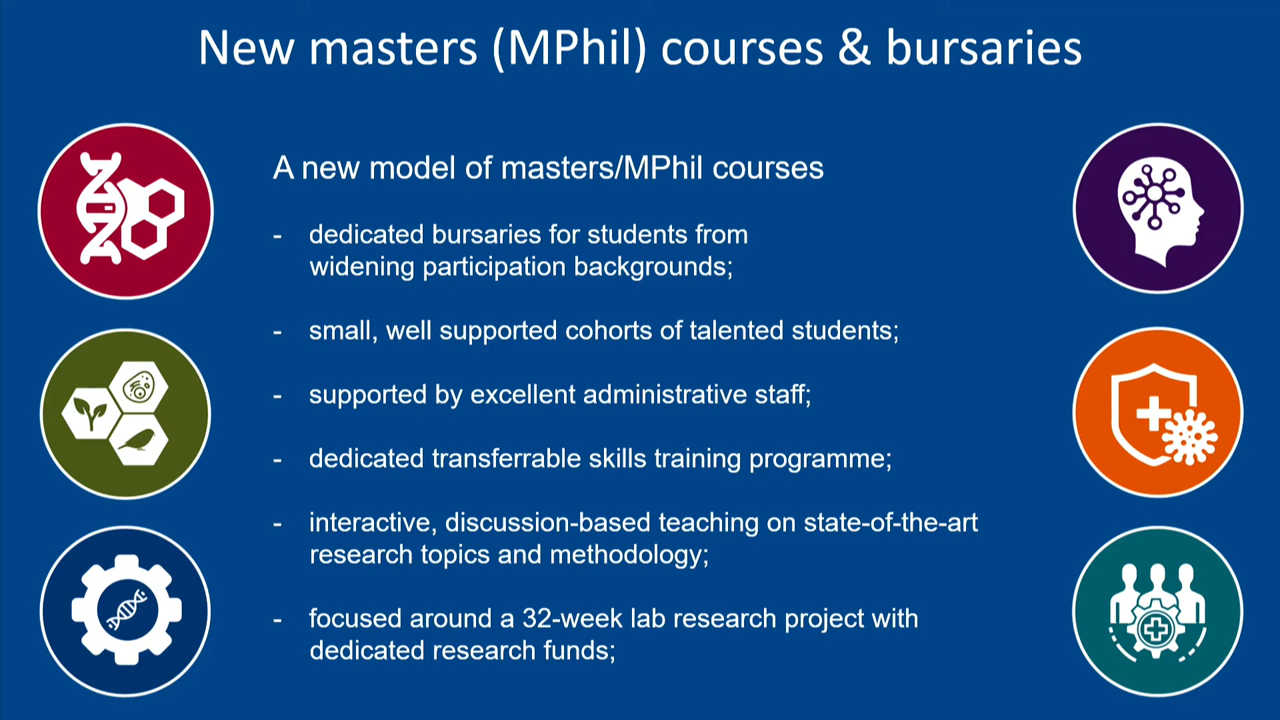 New masters (MPhil) courses & bursaries
A new model of masters/MPhil courses
- dedicated bursaries for students from
widening participation backgrounds;
- small, well supported cohorts of talented students;
- supported by excellent administrative staff;
- dedicated transferrable skills training programme;
- interactive, discussion-based teaching on state-of-the-art
research topics and methodology;
- focused around a 32-week lab research project with
dedicated research funds;